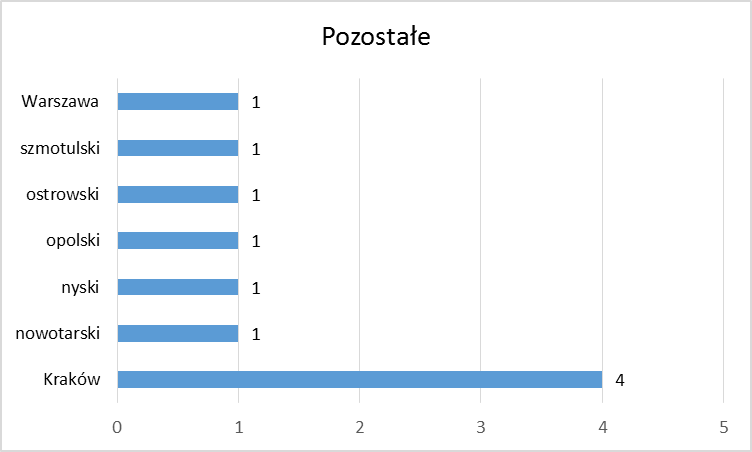 Pozostałe
Warszawa 1
szmotulski 1
ostrowski 1
opolski 1
nyski 1
nowotarski 1
Kraków 4
0 1 2 3 4 5